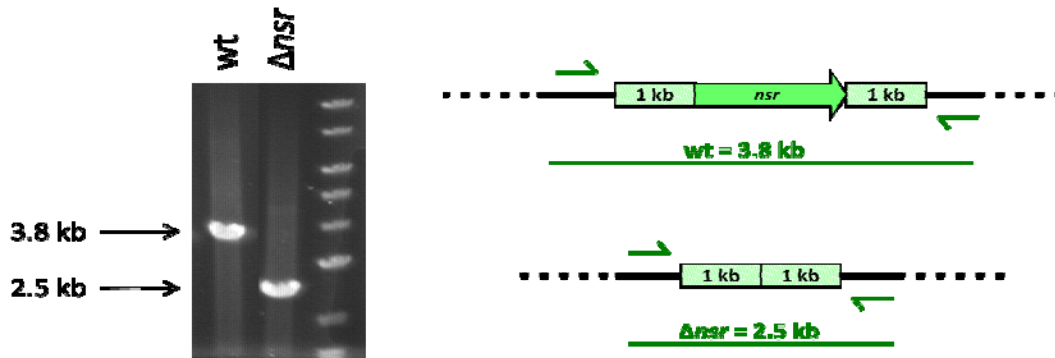 wt
Δnsr
3.8 kb
2.5 kb
1 kb nsr 1 kb
wt = 3.8 kb
1 kb 1 kb
Δnsr = 2.5 kb